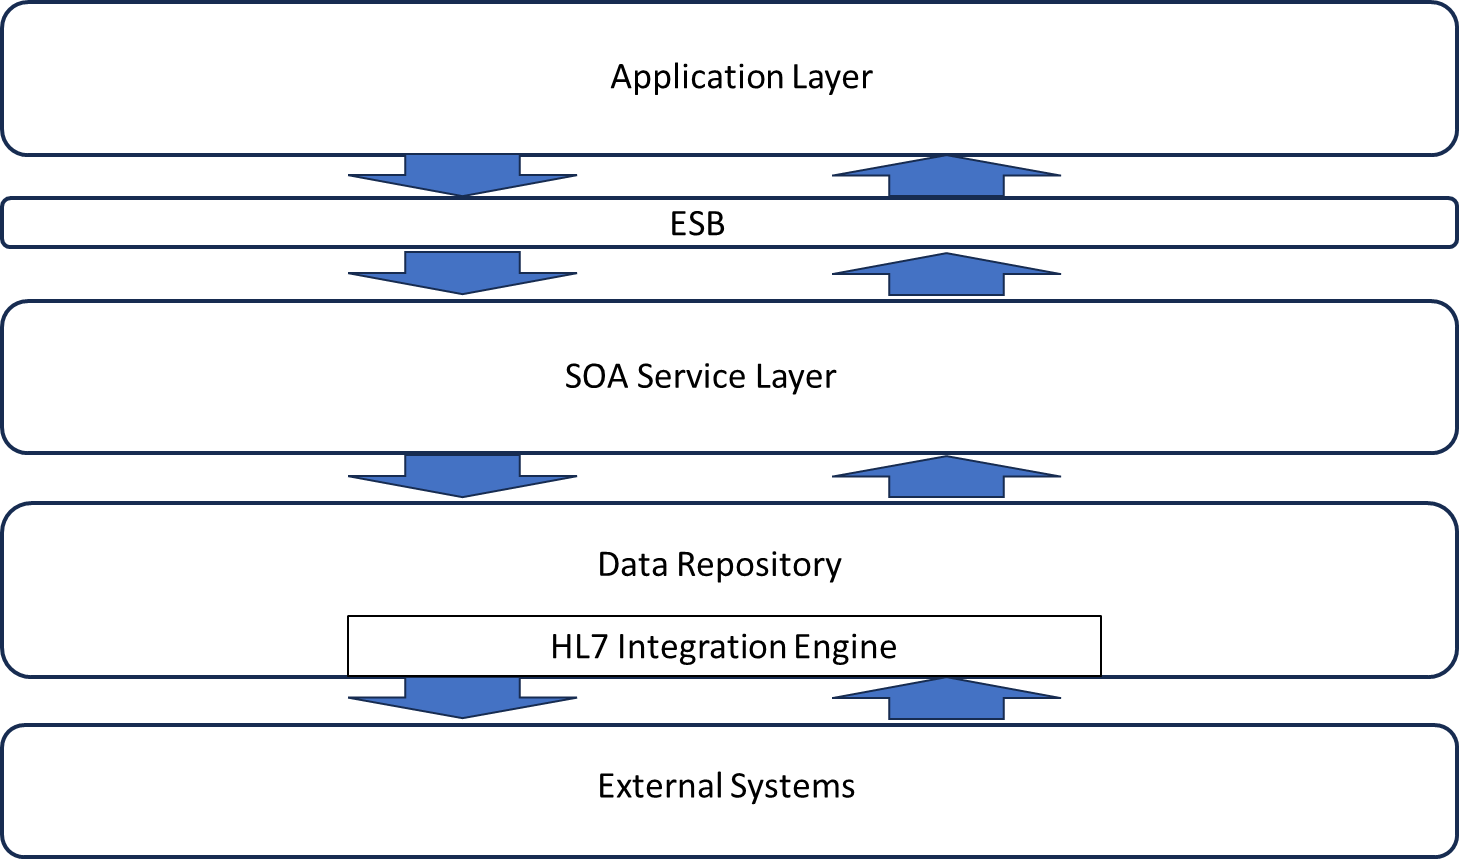 Application Layer
ESB
SOA Service Layer
Data Repository
HL7 Integration Engine
External Systems